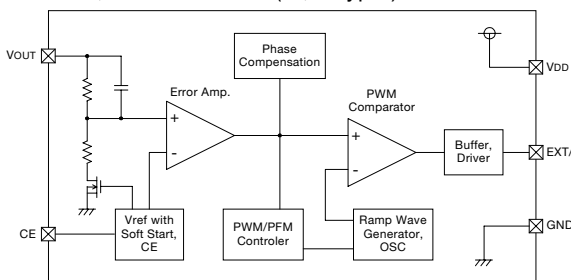 VOUT
Phase
Compensation
VDD
Error Amp.
PWM
Comparator
+
-
+
-
Buffer,
Driver
EXT/
CE
Vref with
Soft Start,
CE
PWM/PFM
Controler
Ramp Wave
Generator,
OSC
GND